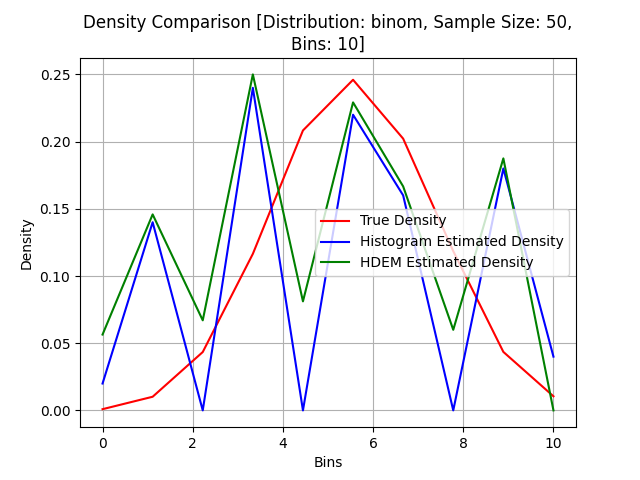 Density Comparison [Distribution: binom, Sample Size: 50,
Bins: 10]
0.25
0.20
0.15
0.10
0.05
0.00
Density
True Density
Histogram Estimated Density
HDEM Estimated Density
0 2 4 6 8 10
Bins